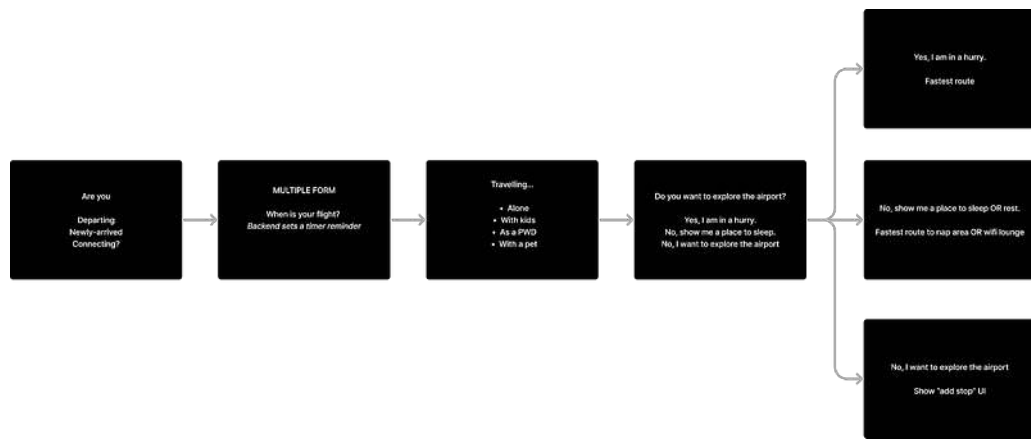 Are you
Departing
Newly-arrived
Connecting?
MULTIPLE FORM
When is your flight?
Backend sets a timer reminder
Travelling...
• Alone
• With kids
• As a PWD
• With a pet
Do you want to explore the airport?
Yes, I am in a hurry.
No, show me a place to sleep.
No, I want to explore the airport
Yes, I am in a hurry.
Fastest route
No, show me a place to sleep OR rest.
Fastest route to nap area OR wifi lounge
No, I want to explore the airport
Show "add stop" UI